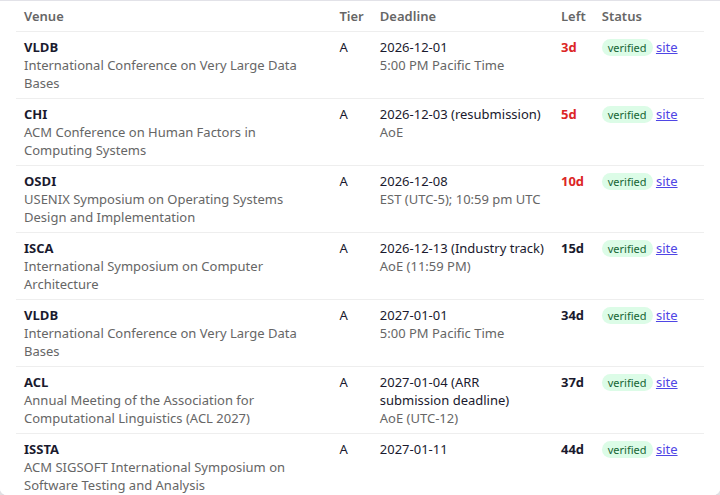 Venue Tier Deadline Left Status
VLDB A 2026-12-01 3d verified site
International Conference on Very Large Data 5:00 PM Pacific Time
Bases
CHI A 2026-12-03 (resubmission) 5d verified site
ACM Conference on Human Factors in AoE
Computing Systems
OSDI A 2026-12-08 10d verified site
USENIX Symposium on Operating Systems EST (UTC-5); 10:59 pm UTC
Design and Implementation
ISCA A 2026-12-13 (Industry track) 15d verified site
International Symposium on Computer AoE (11:59 PM)
Architecture
VLDB A 2027-01-01 34d verified site
International Conference on Very Large Data 5:00 PM Pacific Time
Bases
ACL A 2027-01-04 (ARR 37d verified site
Annual Meeting of the Association for submission deadline)
Computational Linguistics (ACL 2027) AoE (UTC-12)
ISSTA A 2027-01-11 44d verified site
ACM SIGSOFT International Symposium on
Software Testing and Analysis